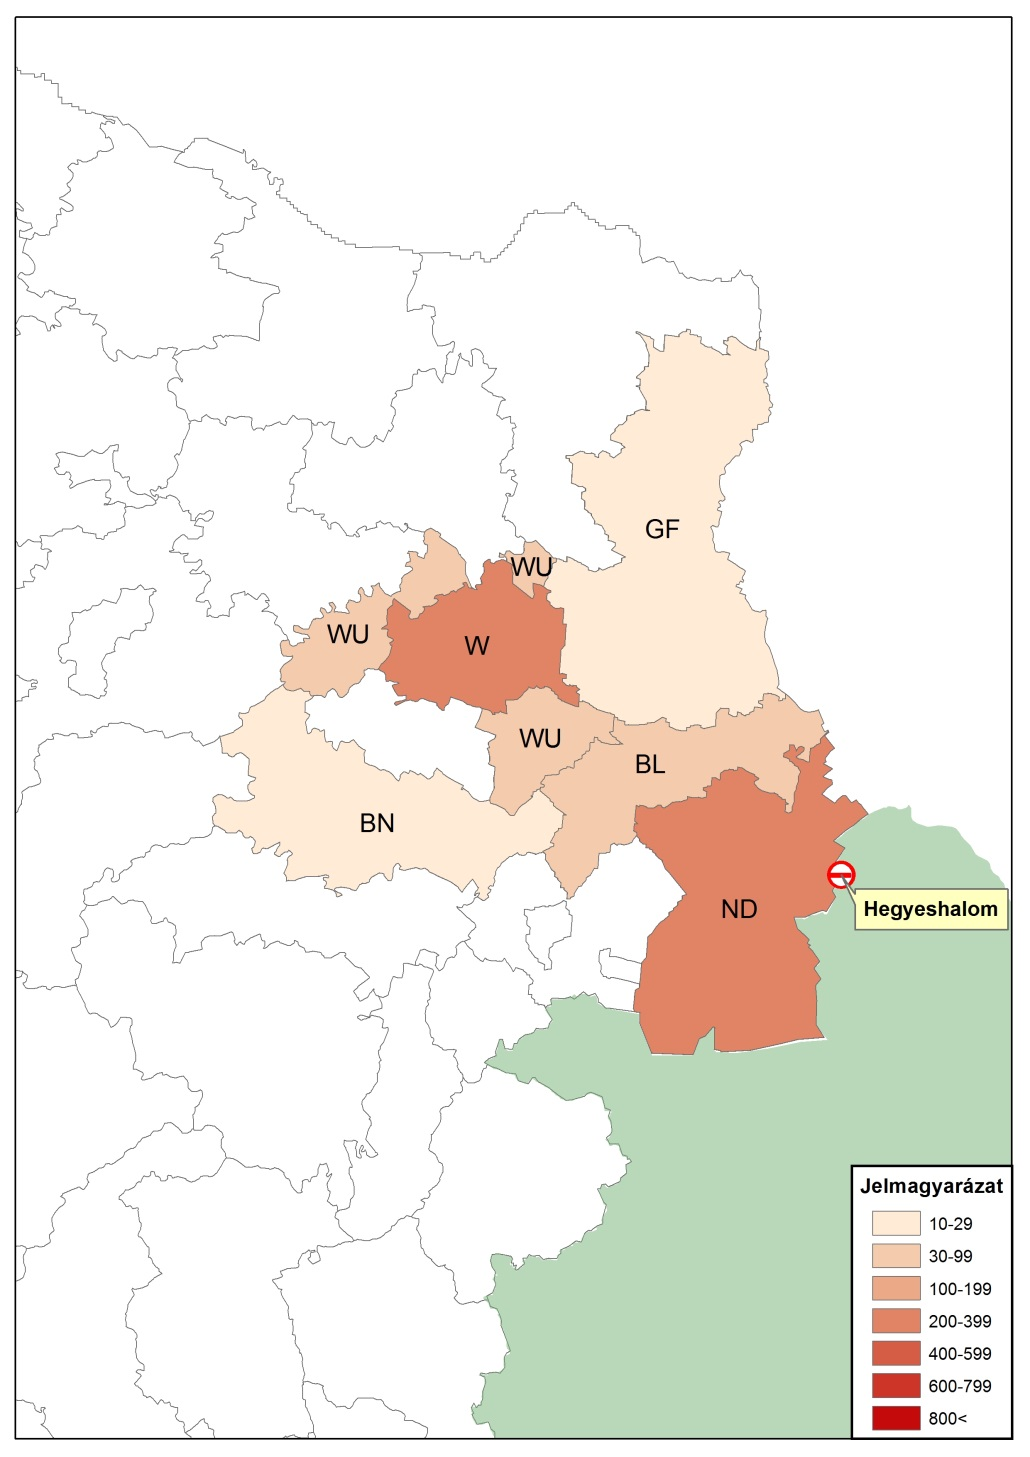 GF
WU
WU
W
WU
BL
BN
ND
Hegyeshalom
Jelmagyarázat
10-29
30-99
100-199
200-399
400-599
600-799
800<